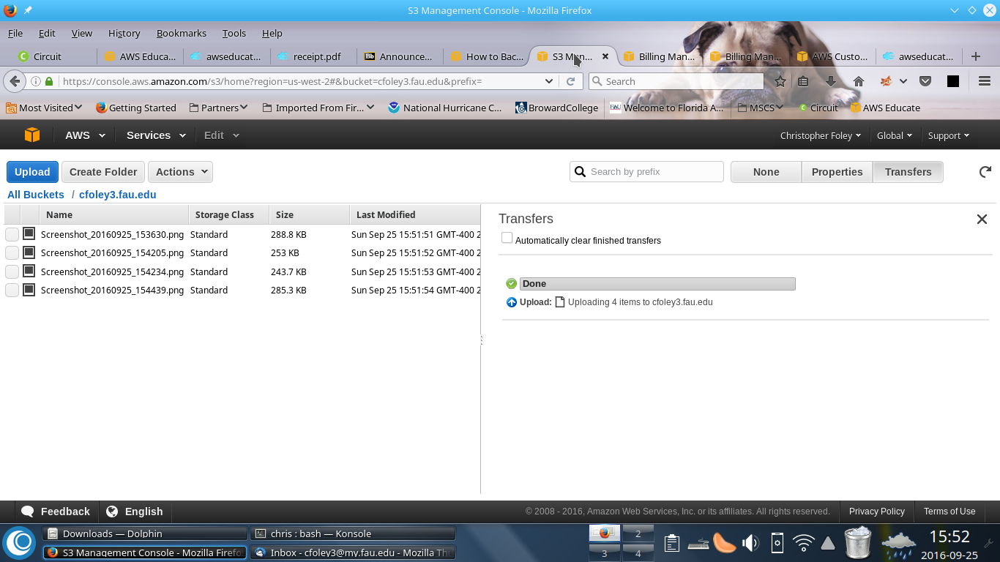 S3 Management Console - Mozilla Firefox
File Edit View History Bookmarks Tools Help
Circuit AWS Educa... awseducat... receipt.pdf Bb Announce... How to Bac... S3 Man... Billing Man... Billing Man... AWS Custo... awseducat...
https://console.aws.amazon.com/s3/home?region=us-west-2#&bucket=cfoley3.fau.edu&prefix= Search
Most Visited Getting Started Partners Imported From Fir... National Hurricane C... BrowardCollege FAU Welcome to Florida A... MSCS Circuit AWS Educate
AWS Services Edit Christopher Foley Global Support
Upload Create Folder Actions Search by prefix None Properties Transfers
All Buckets / cfoley3.fau.edu
Name Storage Class Size Last Modified
Screenshot_20160925_153630.png Standard 288.8 KB Sun Sep 25 15:51:51 GMT-400 2
Screenshot_20160925_154205.png Standard 253 KB Sun Sep 25 15:51:52 GMT-400 2
Screenshot_20160925_154234.png Standard 243.7 KB Sun Sep 25 15:51:53 GMT-400 2
Screenshot_20160925_154439.png Standard 285.3 KB Sun Sep 25 15:51:54 GMT-400 2
Transfers
Automatically clear finished transfers
Done
Upload: Uploading 4 items to cfoley3.fau.edu
Feedback English © 2008 - 2016, Amazon Web Services, Inc. or its affiliates. All rights reserved. Privacy Policy Terms of Use
Downloads — Dolphin chris : bash — Konsole 2
S3 Management Console - Mozilla Firefo Inbox - cfoley3@my.fau.edu - Mozilla Th 3 4
15:52
2016-09-25